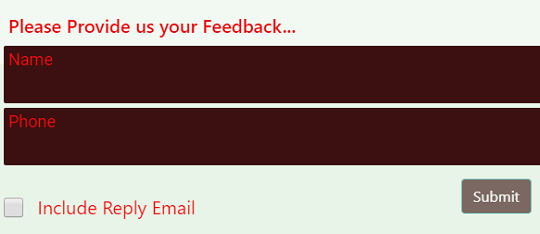 Please Provide us your Feedback...
Name
Phone
Submit
Include Reply Email